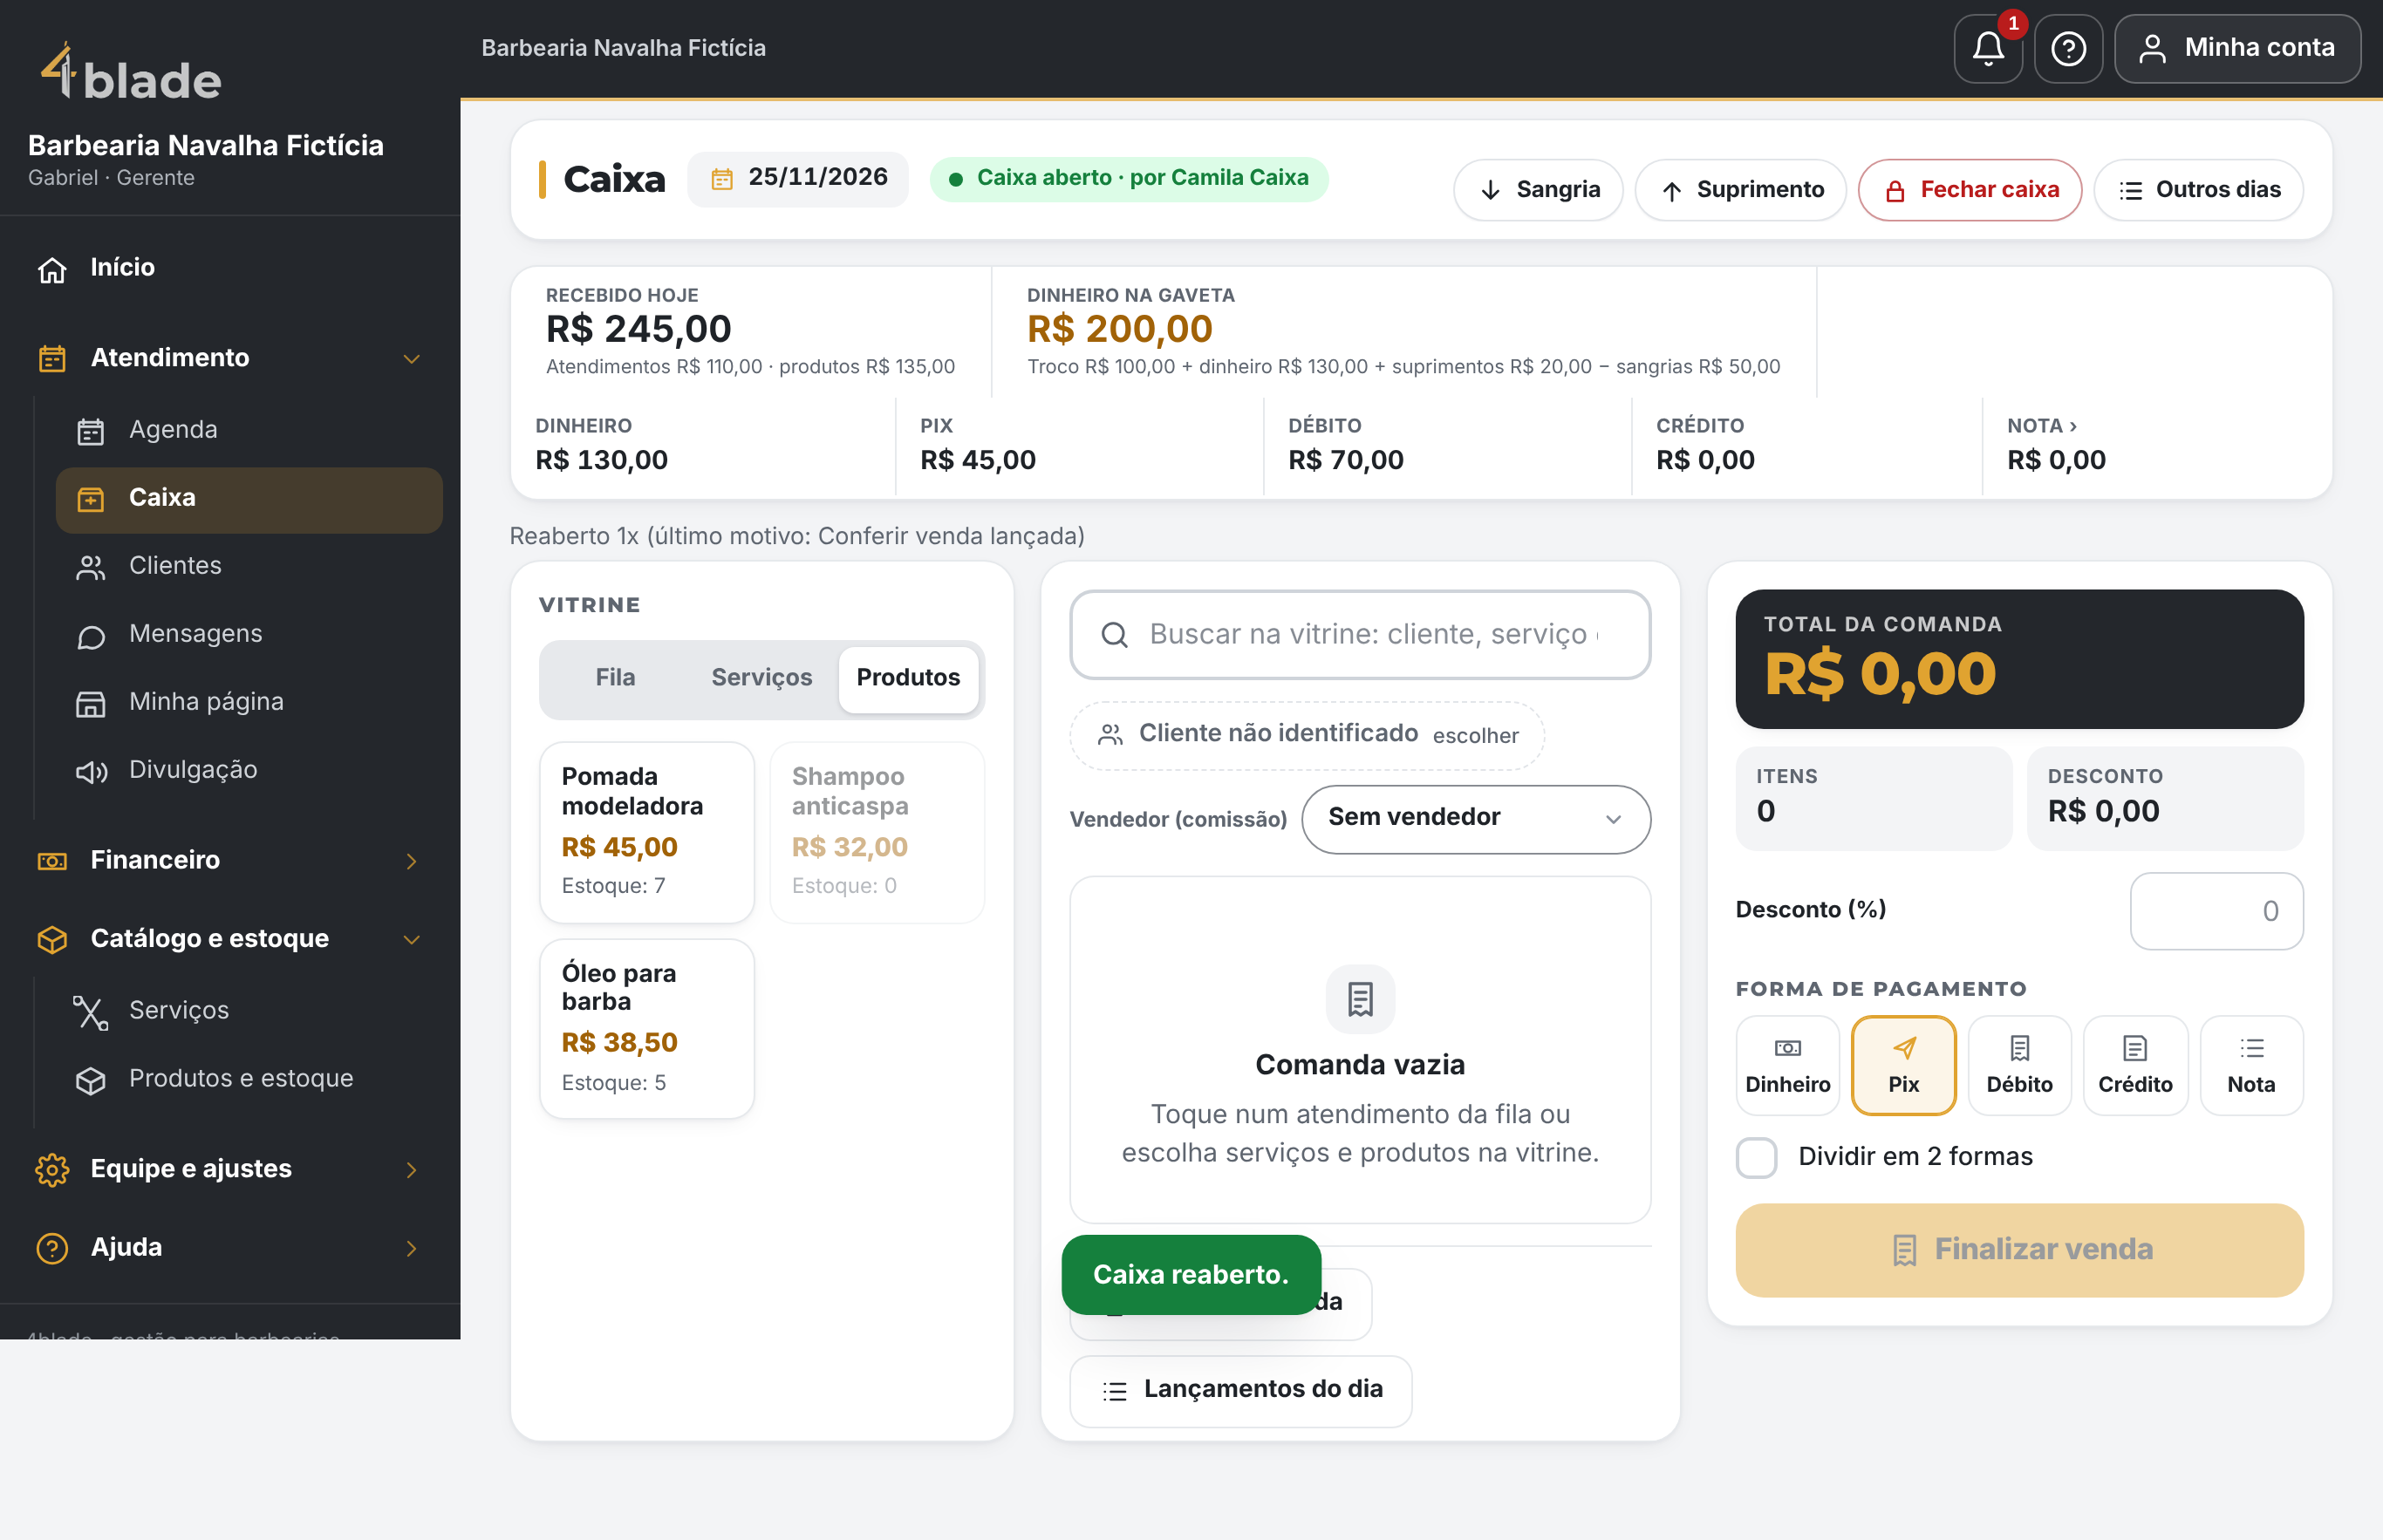 4blade
Barbearia Navalha Fictícia
Gabriel · Gerente
Início
Atendimento
Agenda
Caixa
Clientes
Mensagens
Minha página
Divulgação
Financeiro
Catálogo e estoque
Serviços
Produtos e estoque
Equipe e ajustes
Ajuda
4blade · gestão para barbearias
Barbearia Navalha Fictícia
1
Minha conta
Caixa
25/11/2026
Caixa aberto · por Camila Caixa
Sangria
Suprimento
Fechar caixa
Outros dias
RECEBIDO HOJE
R$ 245,00
Atendimentos R$ 110,00 · produtos R$ 135,00
DINHEIRO NA GAVETA
R$ 200,00
Troco R$ 100,00 + dinheiro R$ 130,00 + suprimentos R$ 20,00 − sangrias R$ 50,00
DINHEIRO
R$ 130,00
PIX
R$ 45,00
DÉBITO
R$ 70,00
CRÉDITO
R$ 0,00
NOTA ›
R$ 0,00
Reaberto 1x (último motivo: Conferir venda lançada)
VITRINE
Fila
Serviços
Produtos
Pomada
modeladora
R$ 45,00
Estoque: 7
Shampoo
anticaspa
R$ 32,00
Estoque: 0
Óleo para
barba
R$ 38,50
Estoque: 5
Buscar na vitrine: cliente, serviço
Cliente não identificado escolher
Vendedor (comissão)
Sem vendedor
Comanda vazia
Toque num atendimento da fila ou
escolha serviços e produtos na vitrine.
Caixa reaberto.
da
Lançamentos do dia
TOTAL DA COMANDA
R$ 0,00
ITENS
0
DESCONTO
R$ 0,00
Desconto (%)
0
FORMA DE PAGAMENTO
Dinheiro
Pix
Débito
Crédito
Nota
Dividir em 2 formas
Finalizar venda